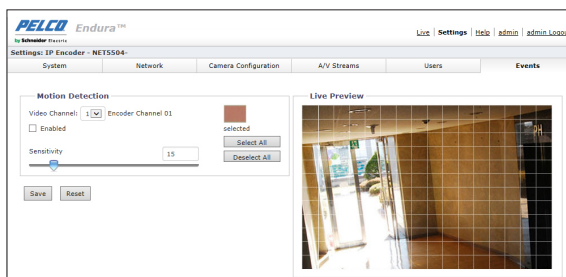 PELCO Endura™
by Schneider Electric
Live | Settings | Help | admin | admin Logou
Settings: IP Encoder - NET5504-
System Network Camera Configuration A/V Streams Users Events
Motion Detection
Video Channel: 1 Encoder Channel 01
Enabled
selected
Select All
Sensitivity 15
Deselect All
Save Reset
Live Preview
PH